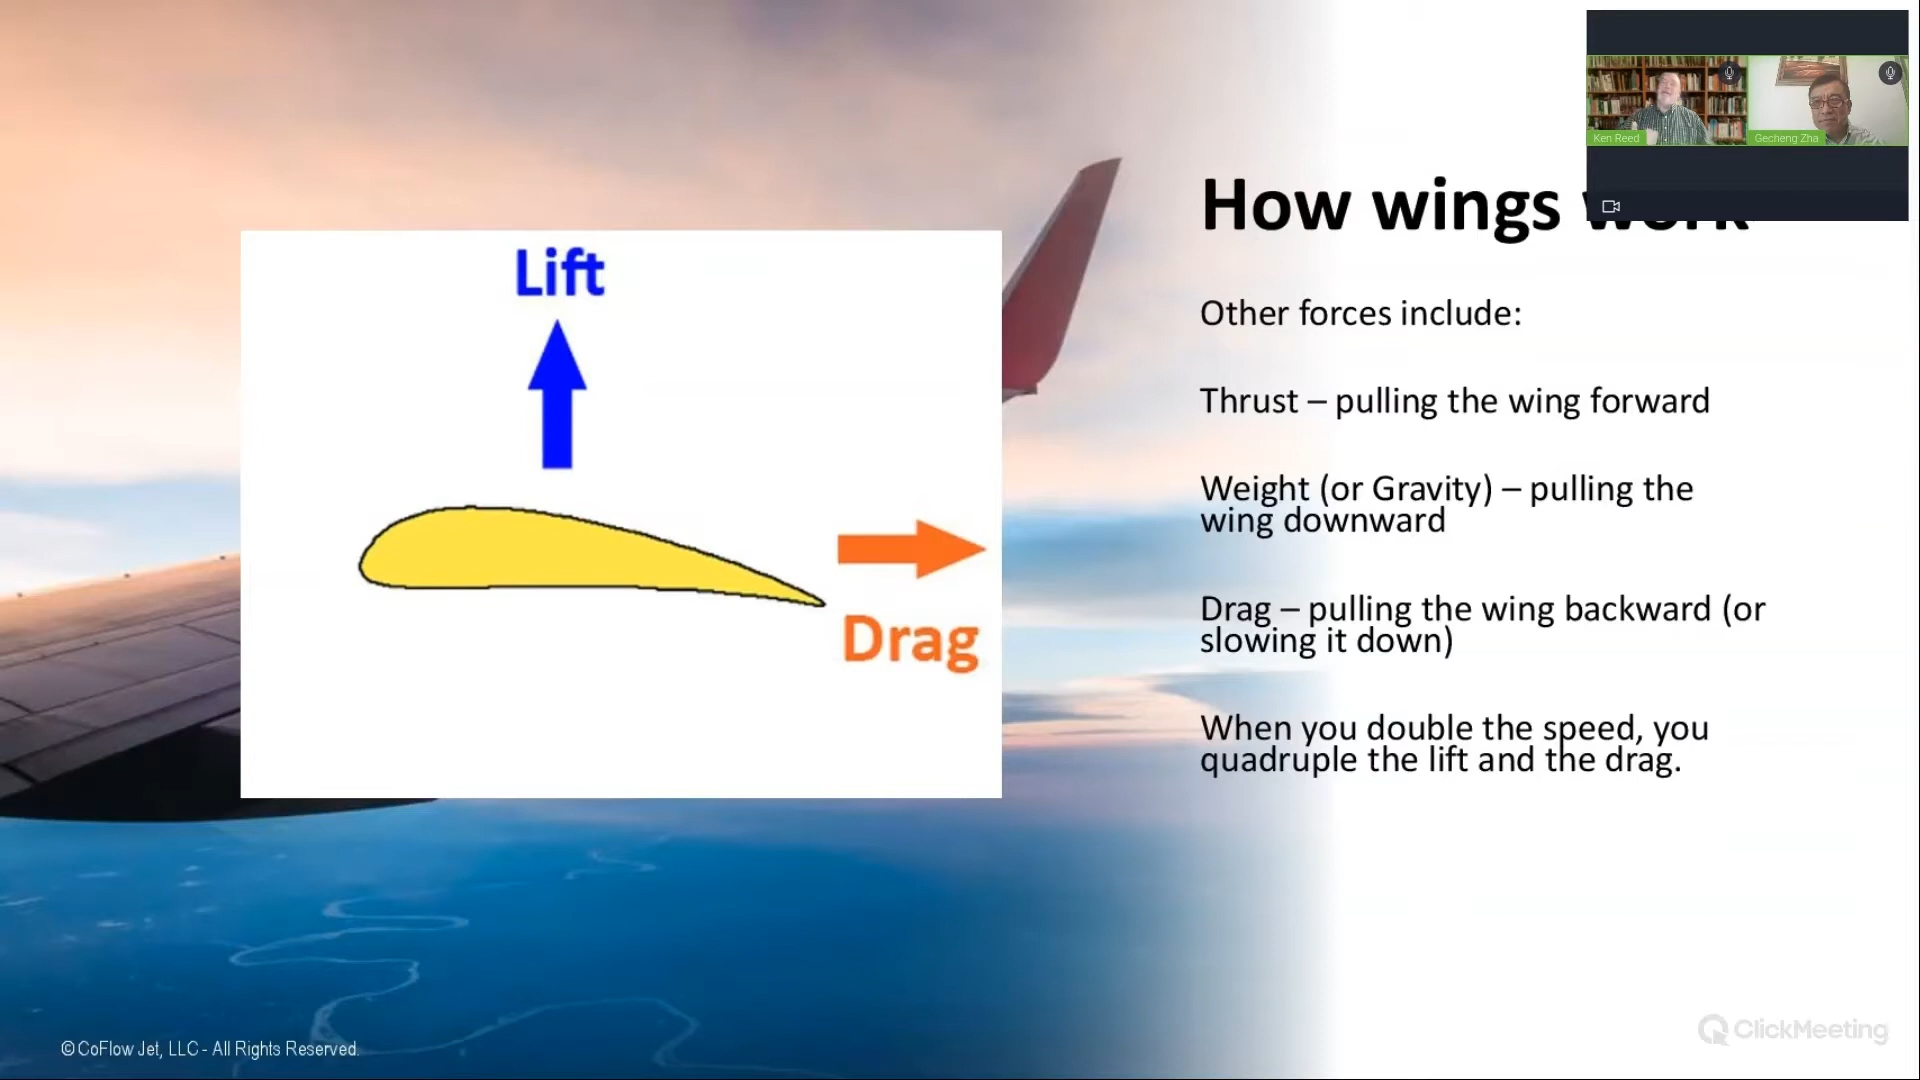 Ken Reed
Gecheng Zha
How wings work
Other forces include:
Thrust – pulling the wing forward
Weight (or Gravity) – pulling the
wing downward
Drag – pulling the wing backward (or
slowing it down)
When you double the speed, you
quadruple the lift and the drag.
Lift
Drag
© CoFlow Jet, LLC - All Rights Reserved.
ClickMeeting